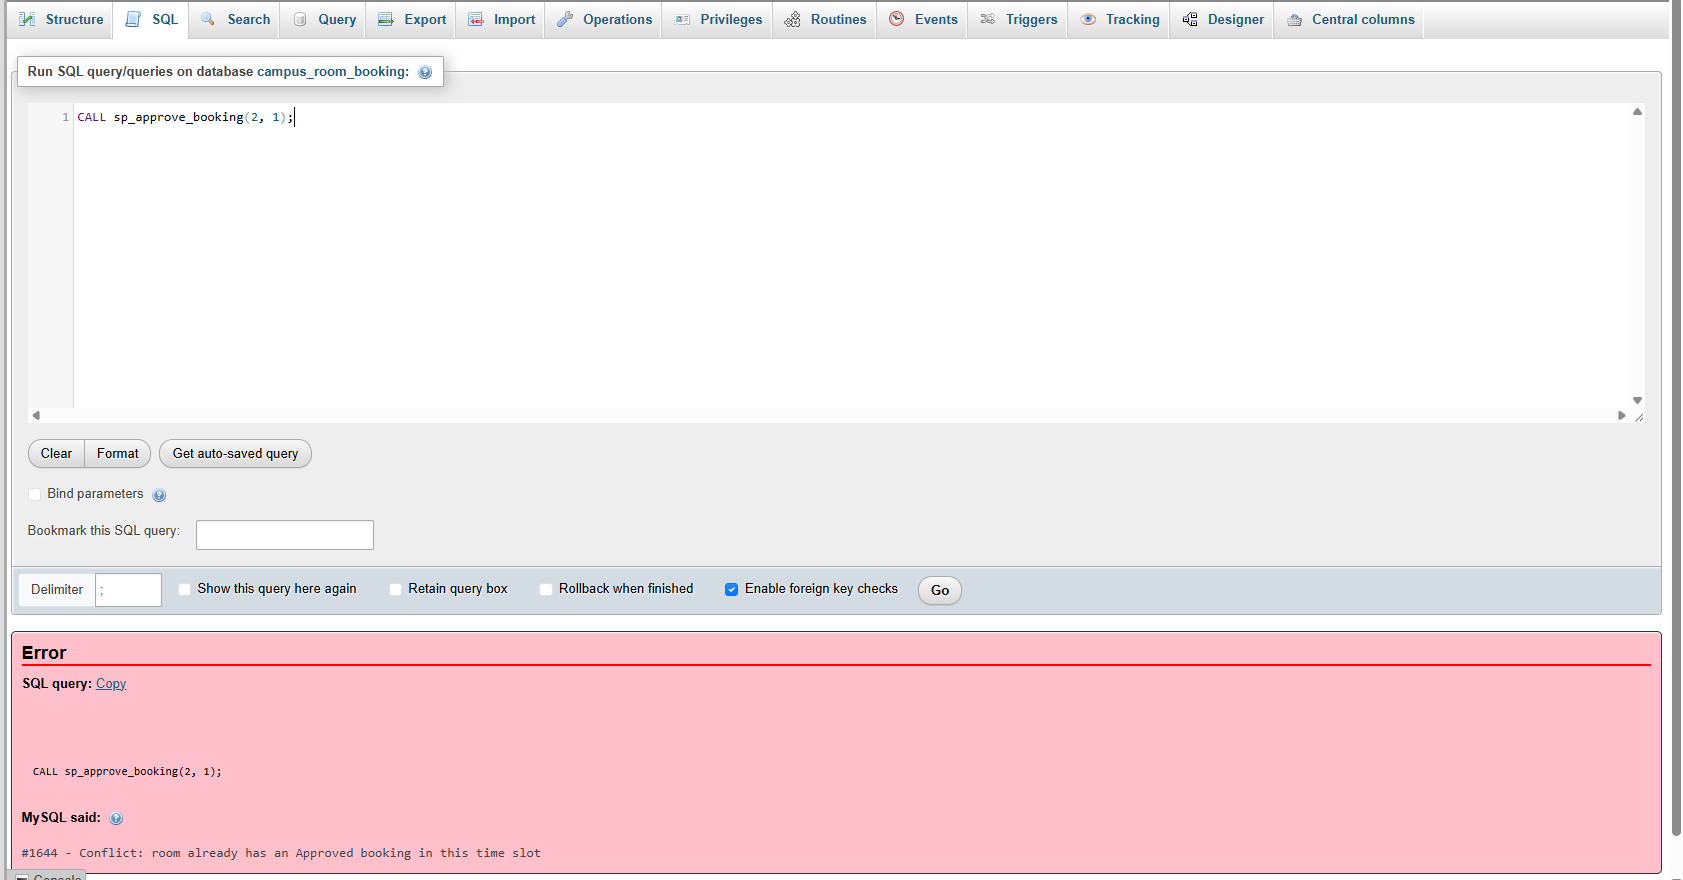 Structure SQL Search Query Export Import Operations Privileges Routines Events Triggers Tracking Designer Central columns
Run SQL query/queries on database campus_room_booking:
1 CALL sp_approve_booking(2, 1);
Clear Format Get auto-saved query
Bind parameters
Bookmark this SQL query:
Delimiter ; Show this query here again Retain query box Rollback when finished Enable foreign key checks Go
Error
SQL query: Copy
CALL sp_approve_booking(2, 1);
MySQL said:
#1644 - Conflict: room already has an Approved booking in this time slot
Console